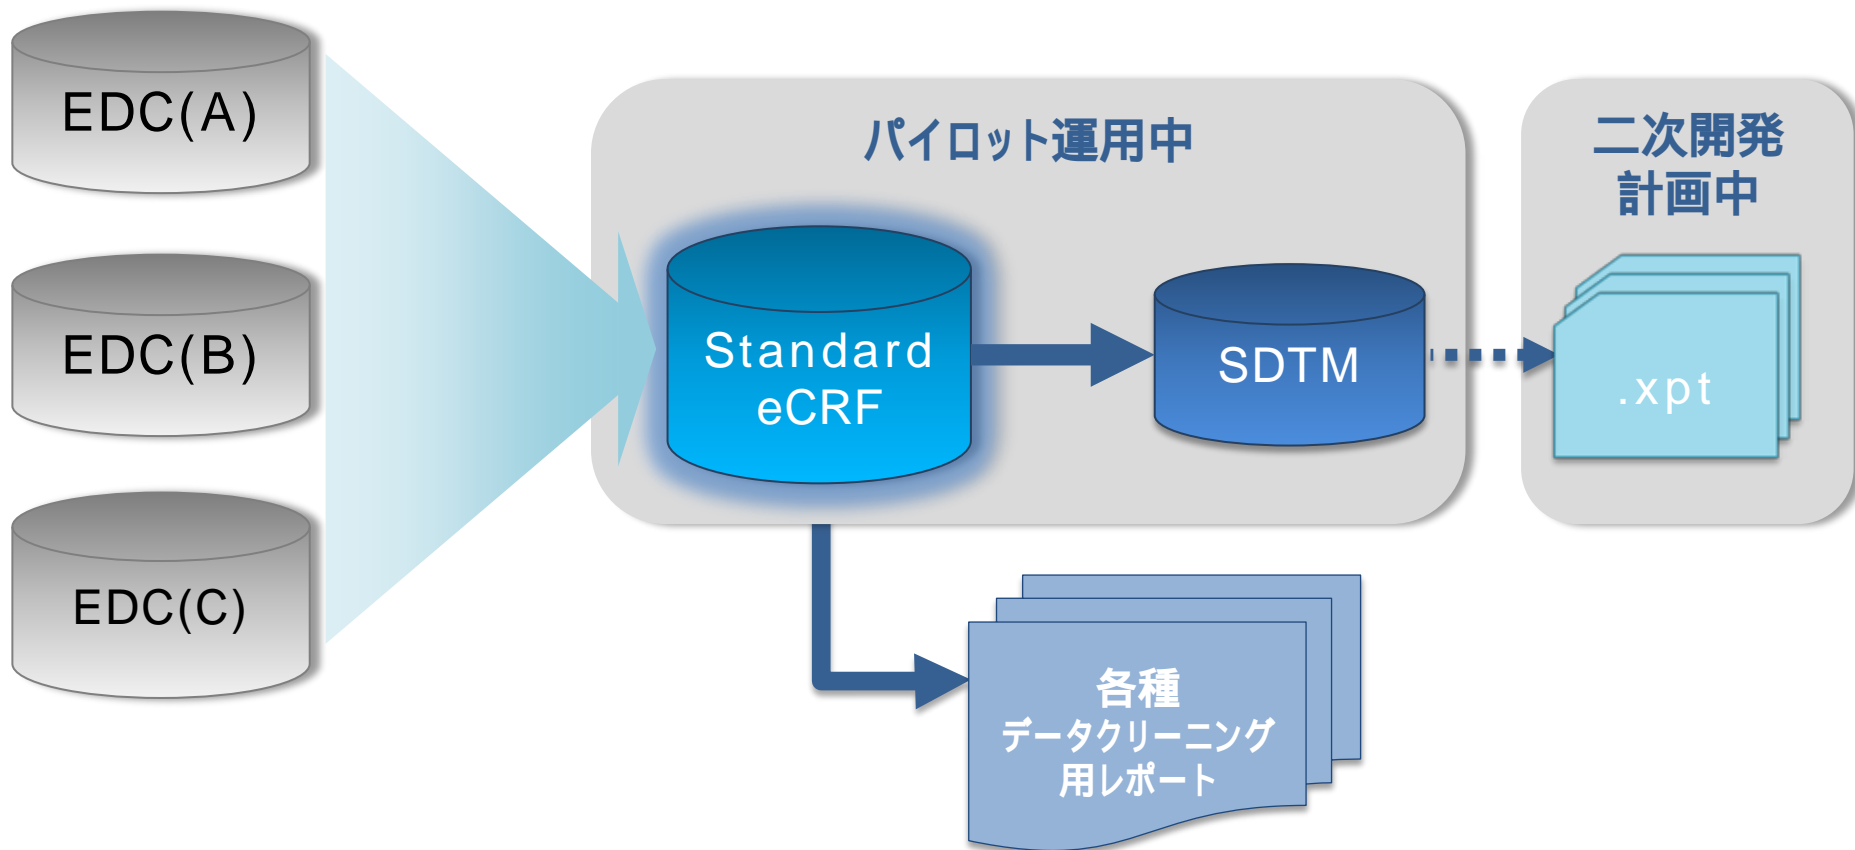 EDC(A)
EDC(B)
EDC(C)
パイロット運用中
Standard
eCRF
SDTM
二次開発
計画中
.xpt
各種
データクリーニング
用レポート